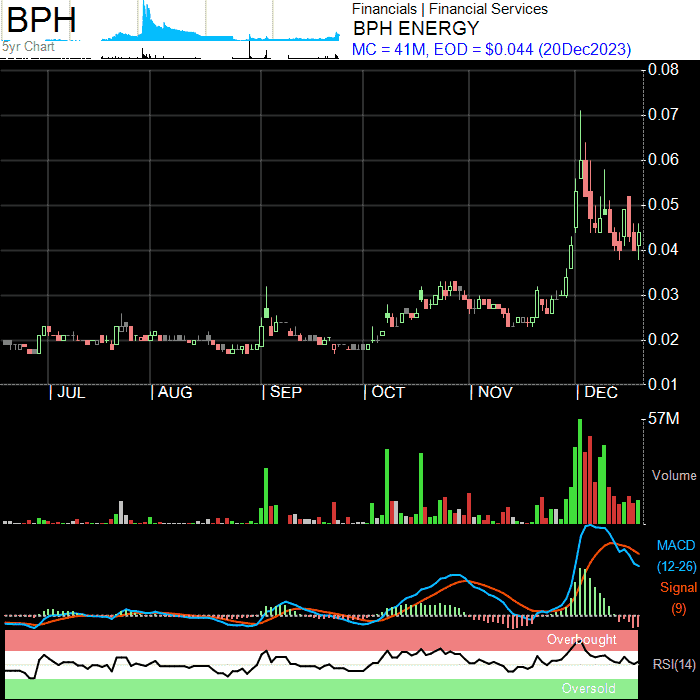 BPH
5yr Chart
Financials | Financial Services
BPH ENERGY
MC = 41M, EOD = $0.044 (20Dec2023)
0.08
0.07
0.06
0.05
0.04
0.03
0.02
0.01
JUL AUG SEP OCT NOV DEC
57M
Volume
MACD
(12-26)
Signal
(9)
Overbought
RSI(14)
Oversold